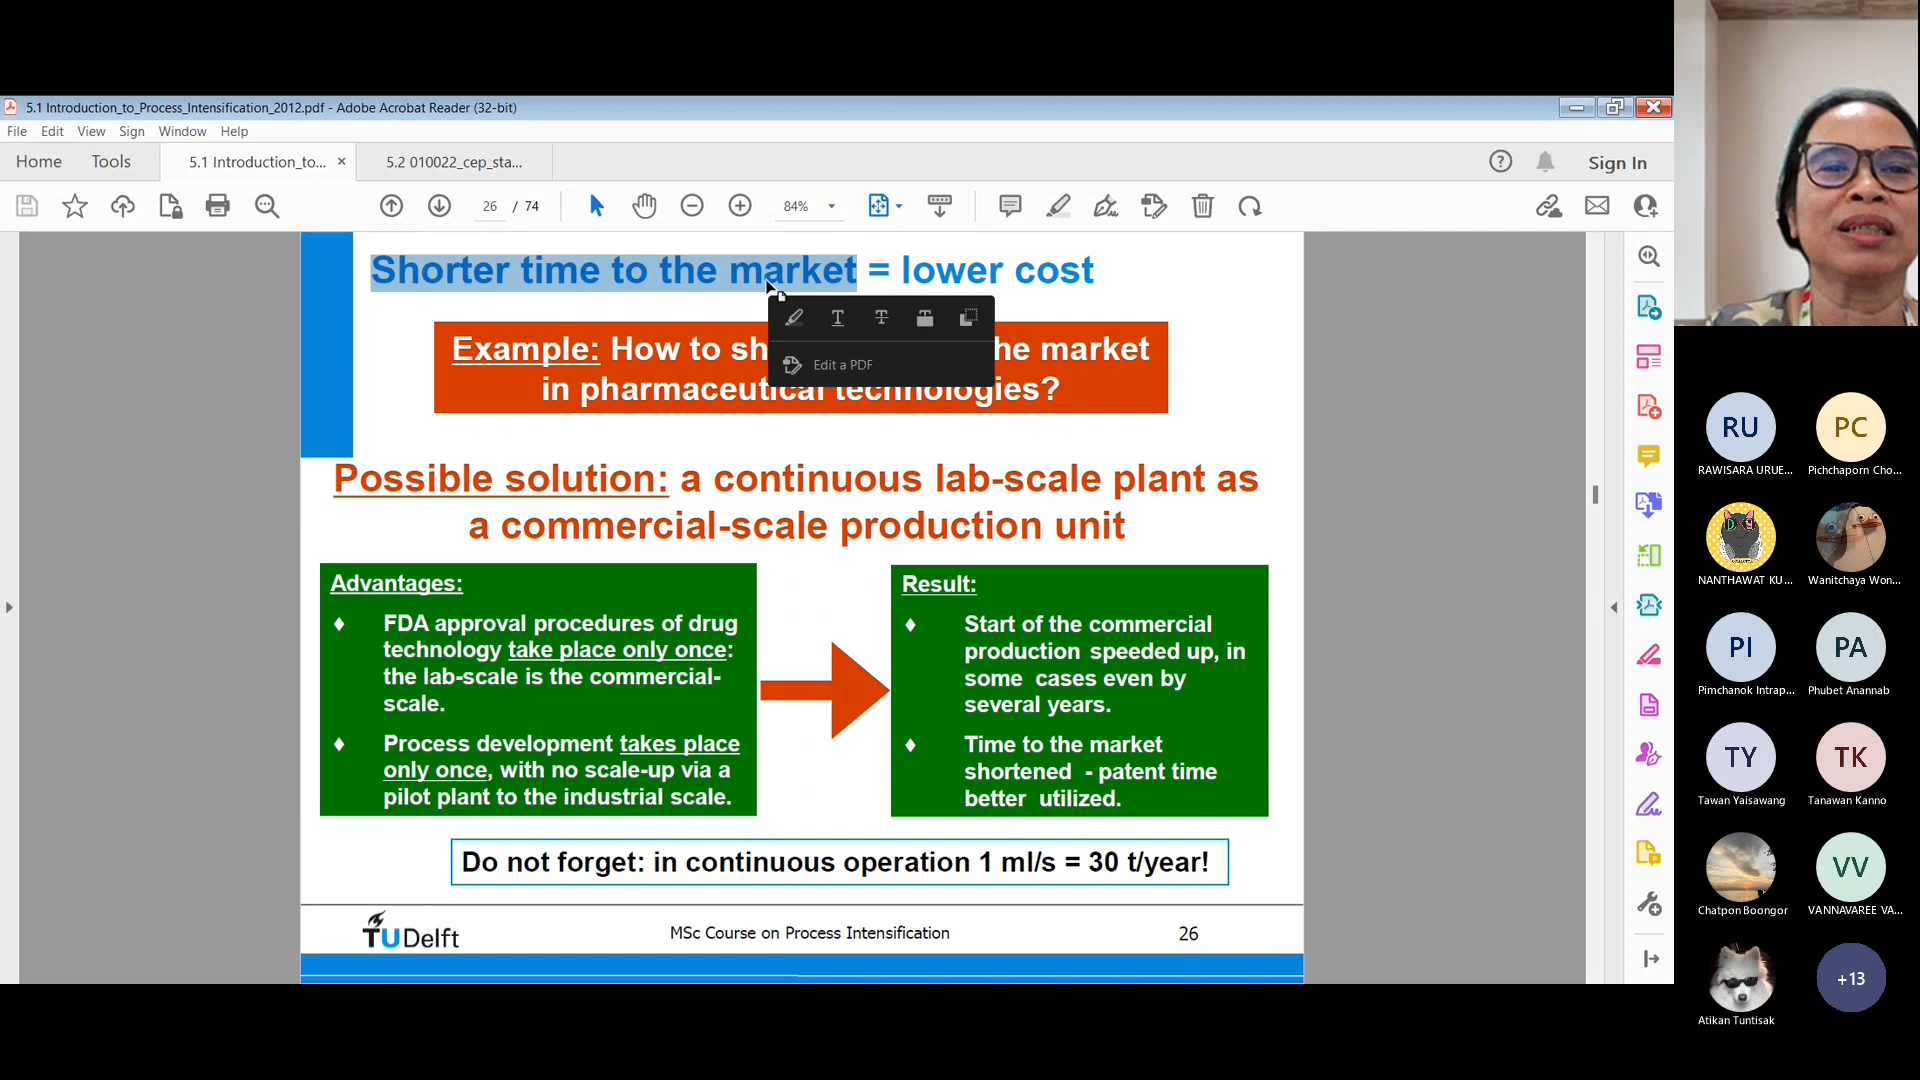 5.1 Introduction_to_Process_Intensification_2012.pdf - Adobe Acrobat Reader (32-bit)
File Edit View Sign Window Help
Home Tools 5.1 Introduction_to... × 5.2 010022_cep_sta... Sign In
26 / 74 84%
Shorter time to the market = lower cost
Example: How to sh he market
in pharmaceutical technologies?
Edit a PDF
Possible solution: a continuous lab-scale plant as
a commercial-scale production unit
Advantages:
♦ FDA approval procedures of drug
technology take place only once:
the lab-scale is the commercial-
scale.
♦ Process development takes place
only once, with no scale-up via a
pilot plant to the industrial scale.
Result:
♦ Start of the commercial
production speeded up, in
some cases even by
several years.
♦ Time to the market
shortened - patent time
better utilized.
Do not forget: in continuous operation 1 ml/s = 30 t/year!
TUDelft MSc Course on Process Intensification 26
RU PC
RAWISARA URUE... Pichchaporn Cho...
NANTHAWAT KU... Wanitchaya Won...
PI PA
Pimchanok Intrap... Phubet Anannab
TY TK
Tawan Yaisawang Tanawan Kanno
VV
Chatpon Boongor VANNAVAREE VA...
+13
Atikan Tuntisak